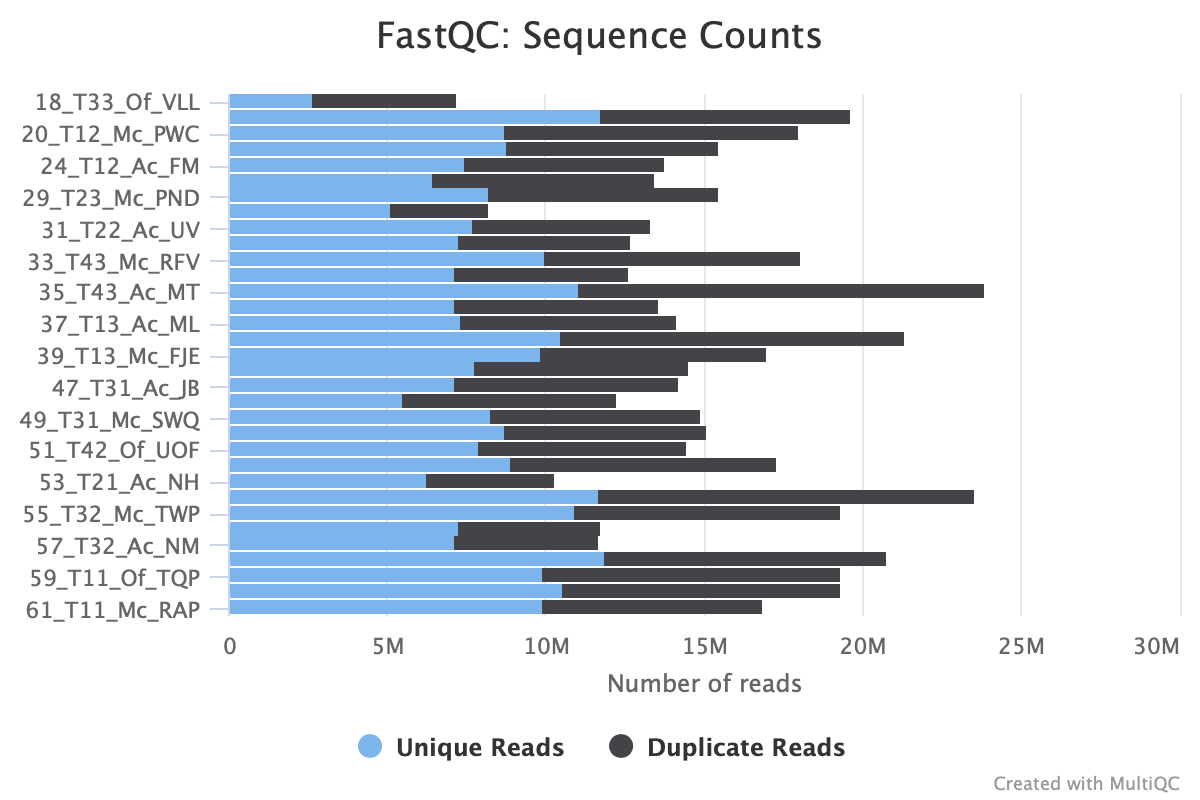 FastQC: Sequence Counts
18_T33_Of_VLL
20_T12_Mc_PWC
24_T12_Ac_FM
29_T23_Mc_PND
31_T22_Ac_UV
33_T43_Mc_RFV
35_T43_Ac_MT
37_T13_Ac_ML
39_T13_Mc_FJE
47_T31_Ac_JB
49_T31_Mc_SWQ
51_T42_Of_UOF
53_T21_Ac_NH
55_T32_Mc_TWP
57_T32_Ac_NM
59_T11_Of_TQP
61_T11_Mc_RAP
0 5M 10M 15M 20M 25M 30M
Number of reads
Unique Reads Duplicate Reads
Created with MultiQC